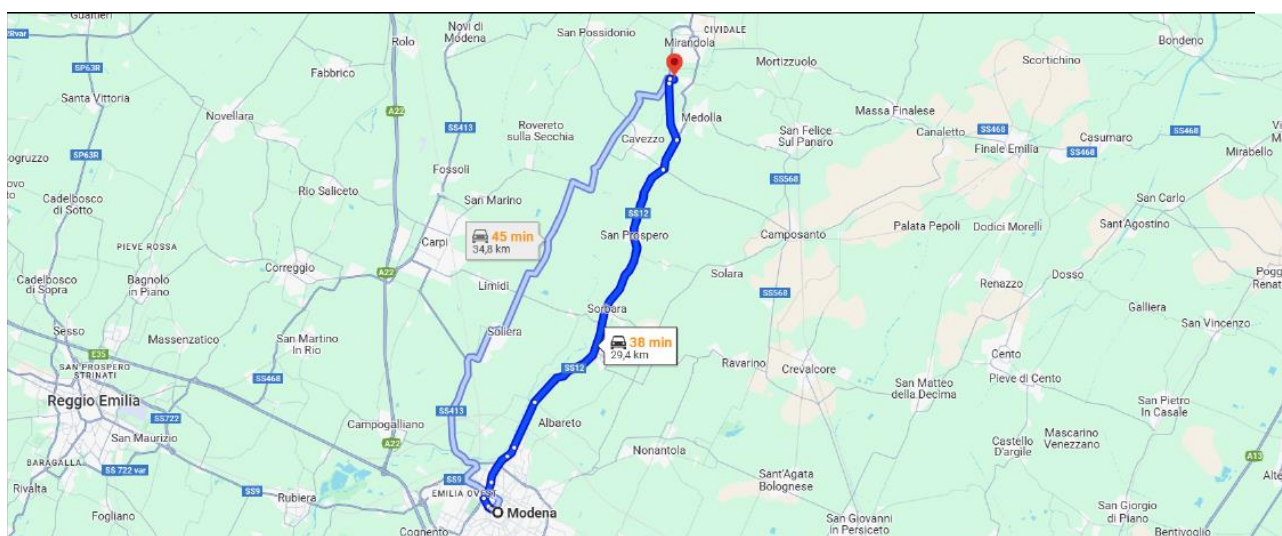 Gualtieri
Rvar
SP63R
Santa Vittoria
Novellara
Rolo
Novi di
Modena
Fabbrico
A22
SS413
San Possidonio
CIVIDALE
Mirandola
Mortizzuolo
Medolla
Cavezzo
Rovereto
sulla Secchia
Massa Finalese
San Felice
Sul Panaro
Canaletto
SS468
Finale Emilia
SS468
Casumaro
SS468
Scortichino
Bondeno
Mirabello
SP63R
Cadelbosco
di Sotto
Rio Saliceto
Fossoli
San Marino
SS568
SS12
San Prospero
Camposanto
Palata Pepoli
Dodici Morelli
San Carlo
Sant'Agostino
PIEVE ROSSA
Carpi
45 min
34,8 km
Cadelbosco
di Sopra
Bagnolo
in Piano
Correggio
A22
Limidi
Solara
SS568
Sorbara
Renazzo
Dosso
Galliera
Pogg
Renat
San Vincenzo
Sesso
Massenzatico
San Martino
In Rio
Soliera
38 min
29,4 km
E35
SAN PROSPERO
STRINATI
SS468
SS12
Ravarino
Crevalcore
Cento
Pieve di Cento
San Matteo
della Decima
Reggio Emilia
SS722
San Maurizio
Campogalliano
SS413
Albareto
Nonantola
San Pietro
In Casale
Mascarino
Venezzano
Castello
D'argile
A22
BARAGALLA
SS 722 var
SS9
Rubiera
SS9
EMILIA OVEST
Modena
Sant'Agata
Bolognese
A13
Rivalta
Fogliano
Cognento
San Giovanni
in Persiceto
San Giorgio
di Piano
Bentivoglio